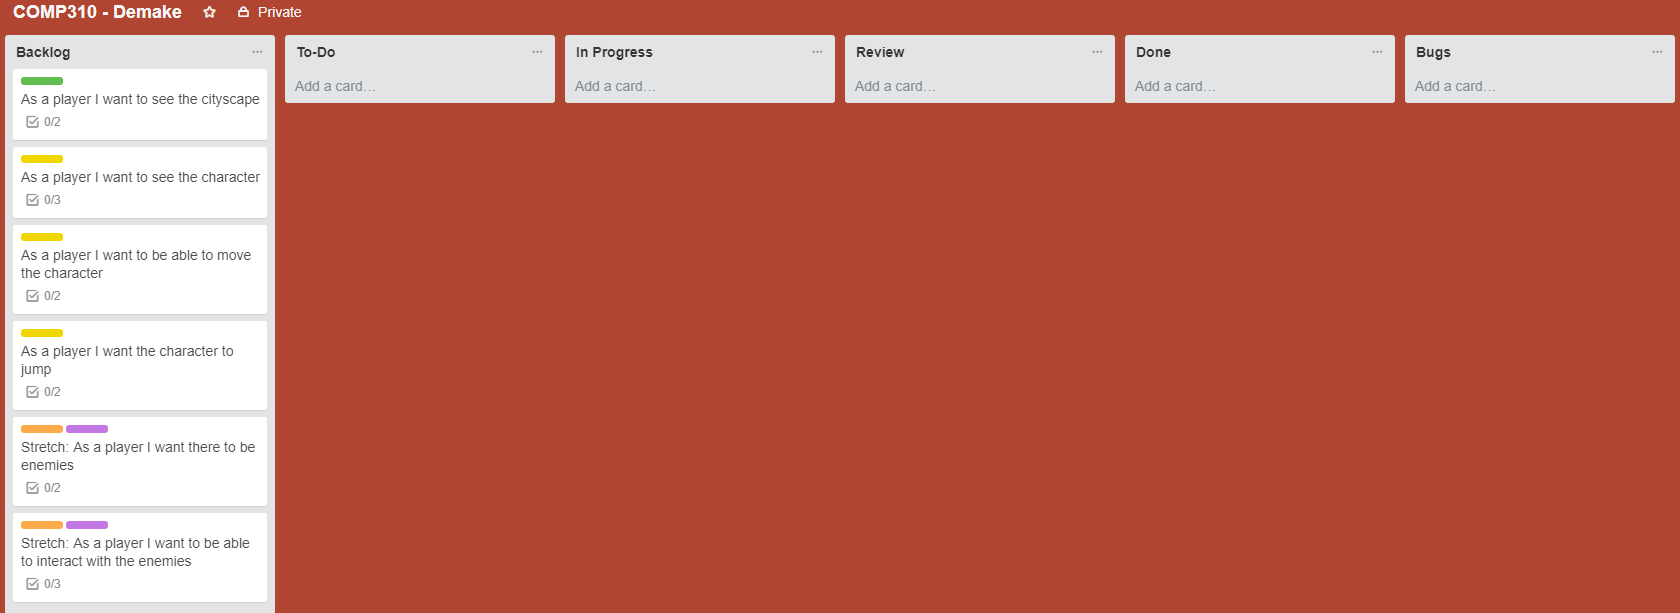 COMP310 - Demake Private
Backlog
As a player I want to see the cityscape
0/2
As a player I want to see the character
0/3
As a player I want to be able to move
the character
0/2
As a player I want the character to
jump
0/2
Stretch: As a player I want there to be
enemies
0/2
Stretch: As a player I want to be able
to interact with the enemies
0/3
To-Do
Add a card…
In Progress
Add a card…
Review
Add a card…
Done
Add a card…
Bugs
Add a card…